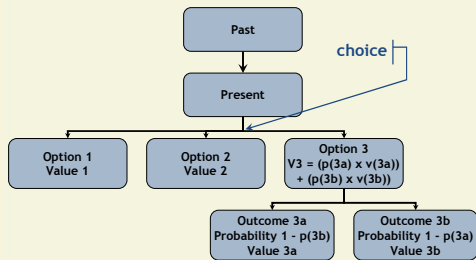 Past
choice
Present
Option 1
Value 1
Option 2
Value 2
Option 3
V3 = (p(3a) x v(3a))
+ (p(3b) x v(3b))
Outcome 3a
Probability 1 - p(3b)
Value 3a
Outcome 3b
Probability 1 - p(3a)
Value 3b